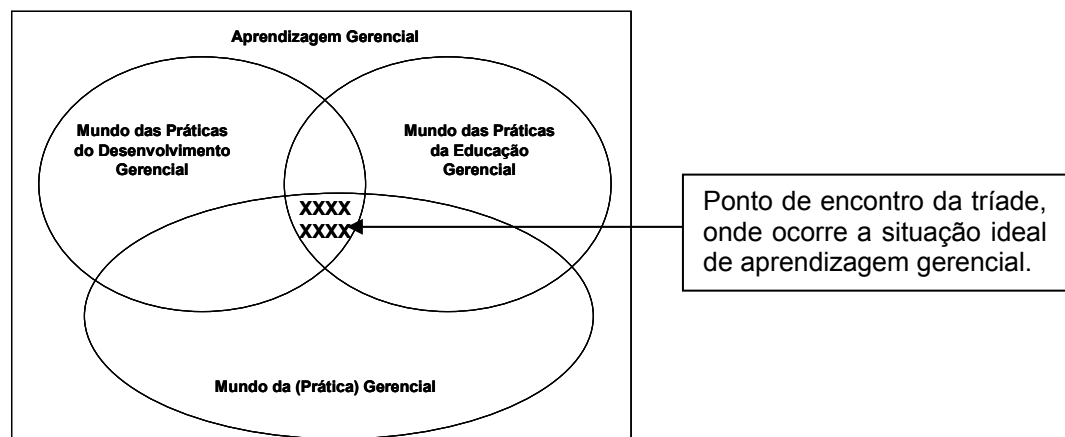 Aprendizagem Gerencial
Mundo das Práticas
do Desenvolvimento
Gerencial
Mundo das Práticas
da Educação
Gerencial
XXXX
XXXX
Ponto de encontro da tríade,
onde ocorre a situação ideal
de aprendizagem gerencial.
Mundo da (Prática) Gerencial